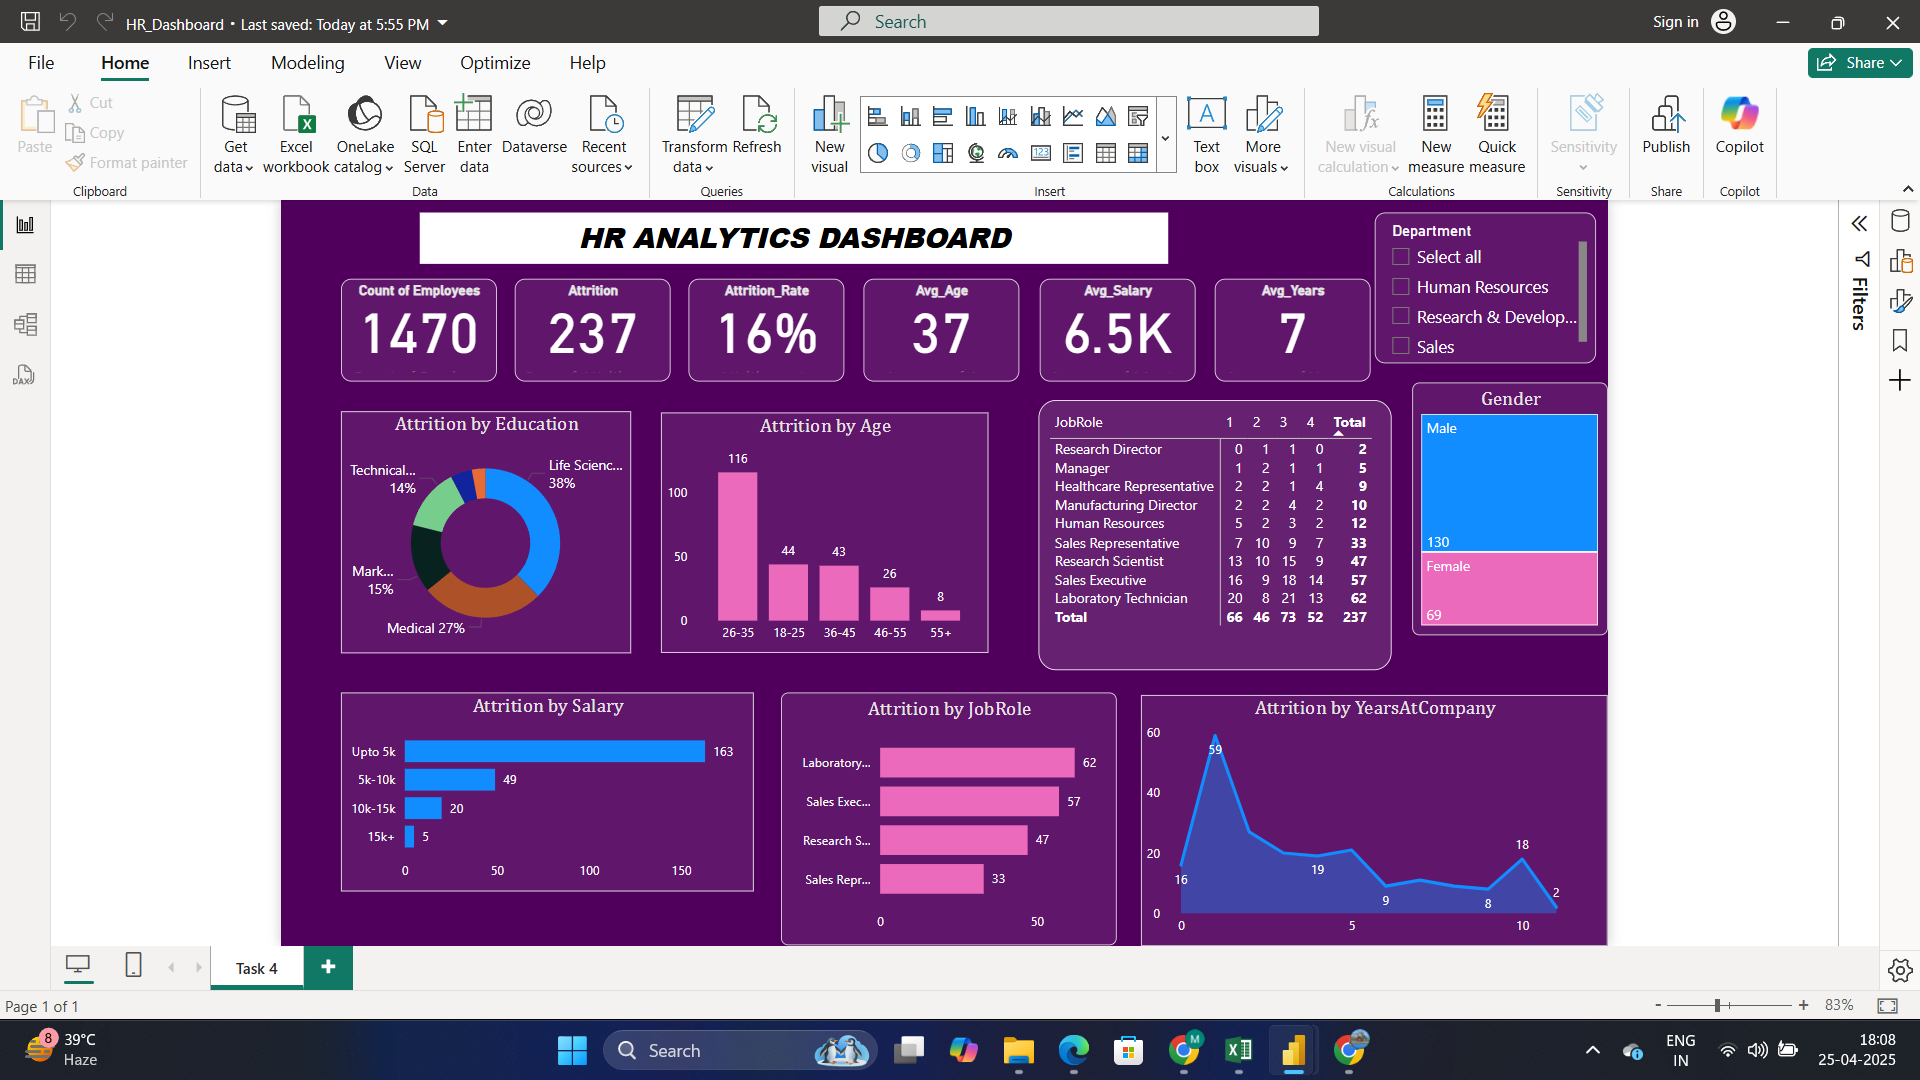 HR_Dashboard • Last saved: Today at 5:55 PM
Search
Sign in
File Home Insert Modeling View Optimize Help
Share
Paste
Cut
Copy
Format painter
Clipboard
Get data
Excel workbook
OneLake catalog
SQL Server
Enter data
Dataverse
Recent sources
Data
Transform data
Refresh
Queries
New visual
Insert
Text box
More visuals
New visual calculation
New measure
Quick measure
Calculations
Sensitivity
Sensitivity
Publish
Share
Copilot
Copilot
HR ANALYTICS DASHBOARD
Count of Employees
1470
Attrition
237
Attrition_Rate
16%
Avg_Age
37
Avg_Salary
6.5K
Avg_Years
7
Department
Select all
Human Resources
Research & Develop...
Sales
Filters
Attrition by Education
Technical... 14%
Life Scienc... 38%
Mark... 15%
Medical 27%
Attrition by Age
116
44
43
26
8
100
50
0
26-35 18-25 36-45 46-55 55+
JobRole 1 2 3 4 Total
Research Director 0 1 1 0 2
Manager 1 2 1 1 5
Healthcare Representative 2 2 1 4 9
Manufacturing Director 2 2 4 2 10
Human Resources 5 2 3 2 12
Sales Representative 7 10 9 7 33
Research Scientist 13 10 15 9 47
Sales Executive 16 9 18 14 57
Laboratory Technician 20 8 21 13 62
Total 66 46 73 52 237
Gender
Male
130
Female
69
Attrition by Salary
Upto 5k 163
5k-10k 49
10k-15k 20
15k+ 5
0 50 100 150
Attrition by JobRole
Laboratory... 62
Sales Exec... 57
Research S... 47
Sales Repr... 33
0 50
Attrition by YearsAtCompany
60
40
20
0
16
59
19
9
8
18
2
0 5 10
Task 4
Page 1 of 1
- + 83%
8
39°C
Haze
Search
M
ENG
IN
18:08
25-04-2025